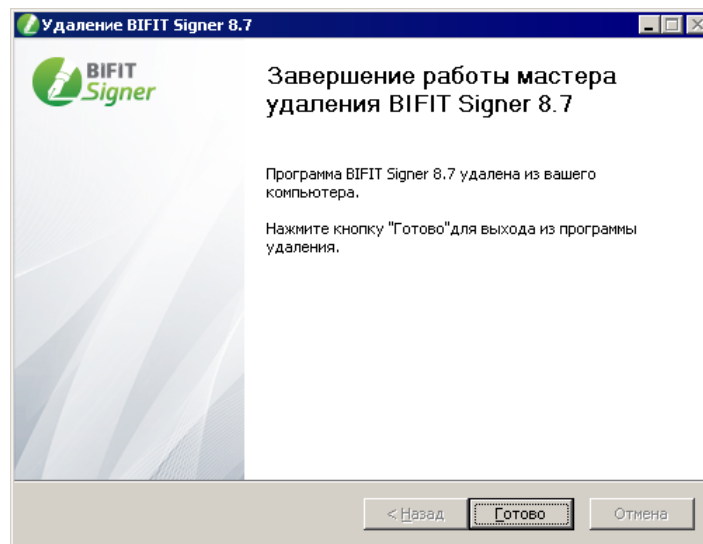 Удаление BIFIT Signer 8.7
BIFIT
Signer
Завершение работы мастера
удаления BIFIT Signer 8.7
Программа BIFIT Signer 8.7 удалена из вашего
компьютера.
Нажмите кнопку "Готово"для выхода из программы
удаления.
< Назад
Готово
Отмена